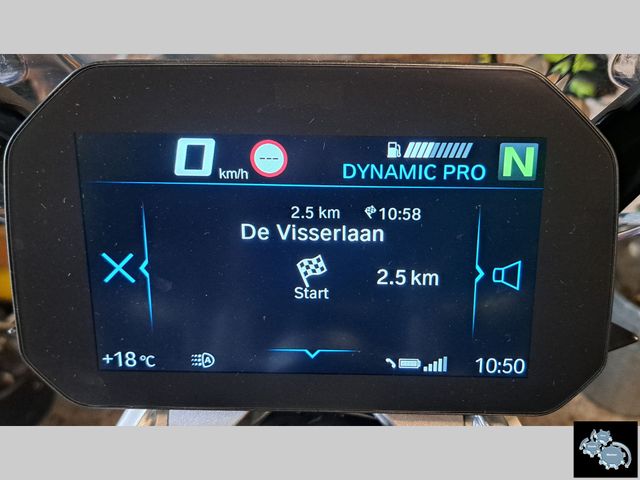 0 km/h ---
DYNAMIC PRO N
2.5 km 10:58
De Visserlaan
2.5 km
Start
+18 °C A 10:50